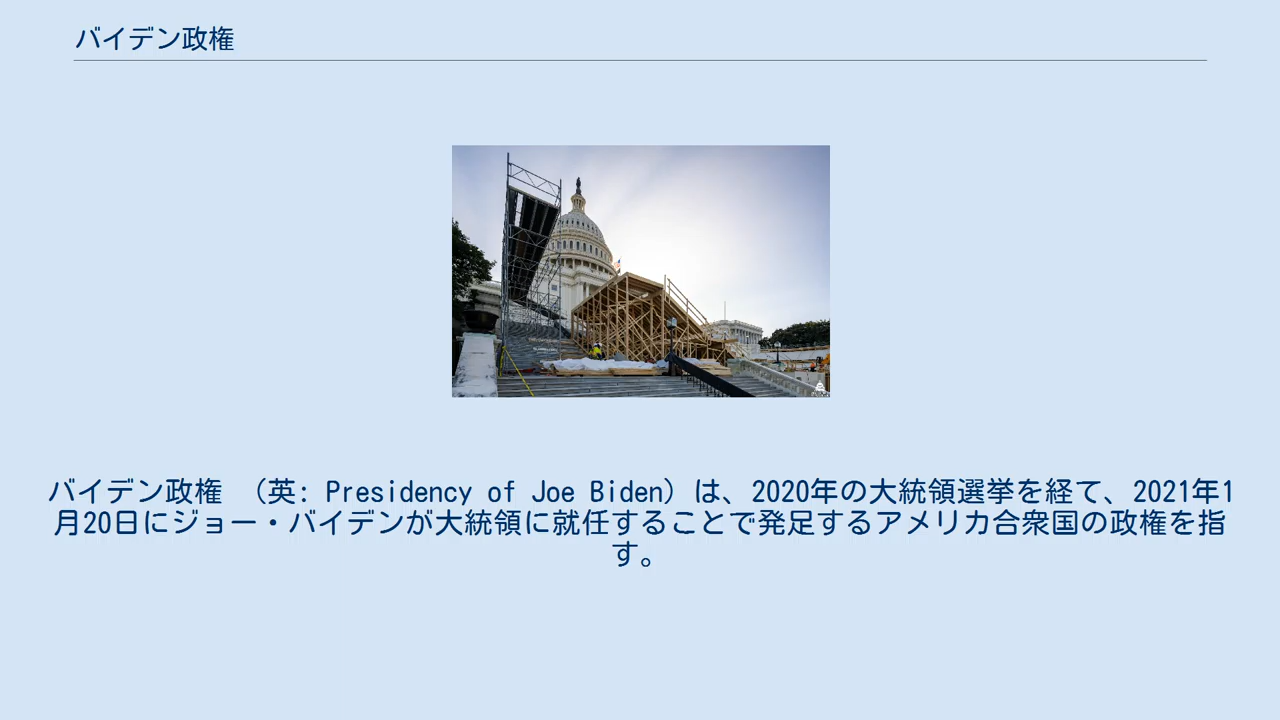 バイデン政権
バイデン政権 （英: Presidency of Joe Biden）は、2020年の大統領選挙を経て、2021年1
月20日にジョー・バイデンが大統領に就任することで発足するアメリカ合衆国の政権を指
す。